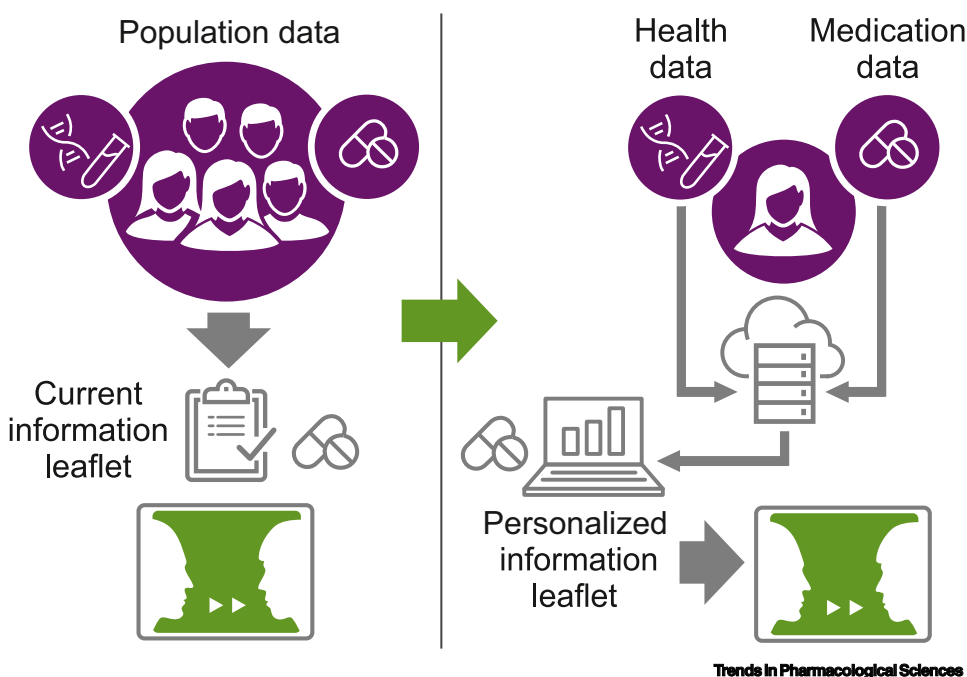 Population data
Current
information
leaflet
Health
data
Medication
data
Personalized
information
leaflet
Trends in Pharmacological Sciences